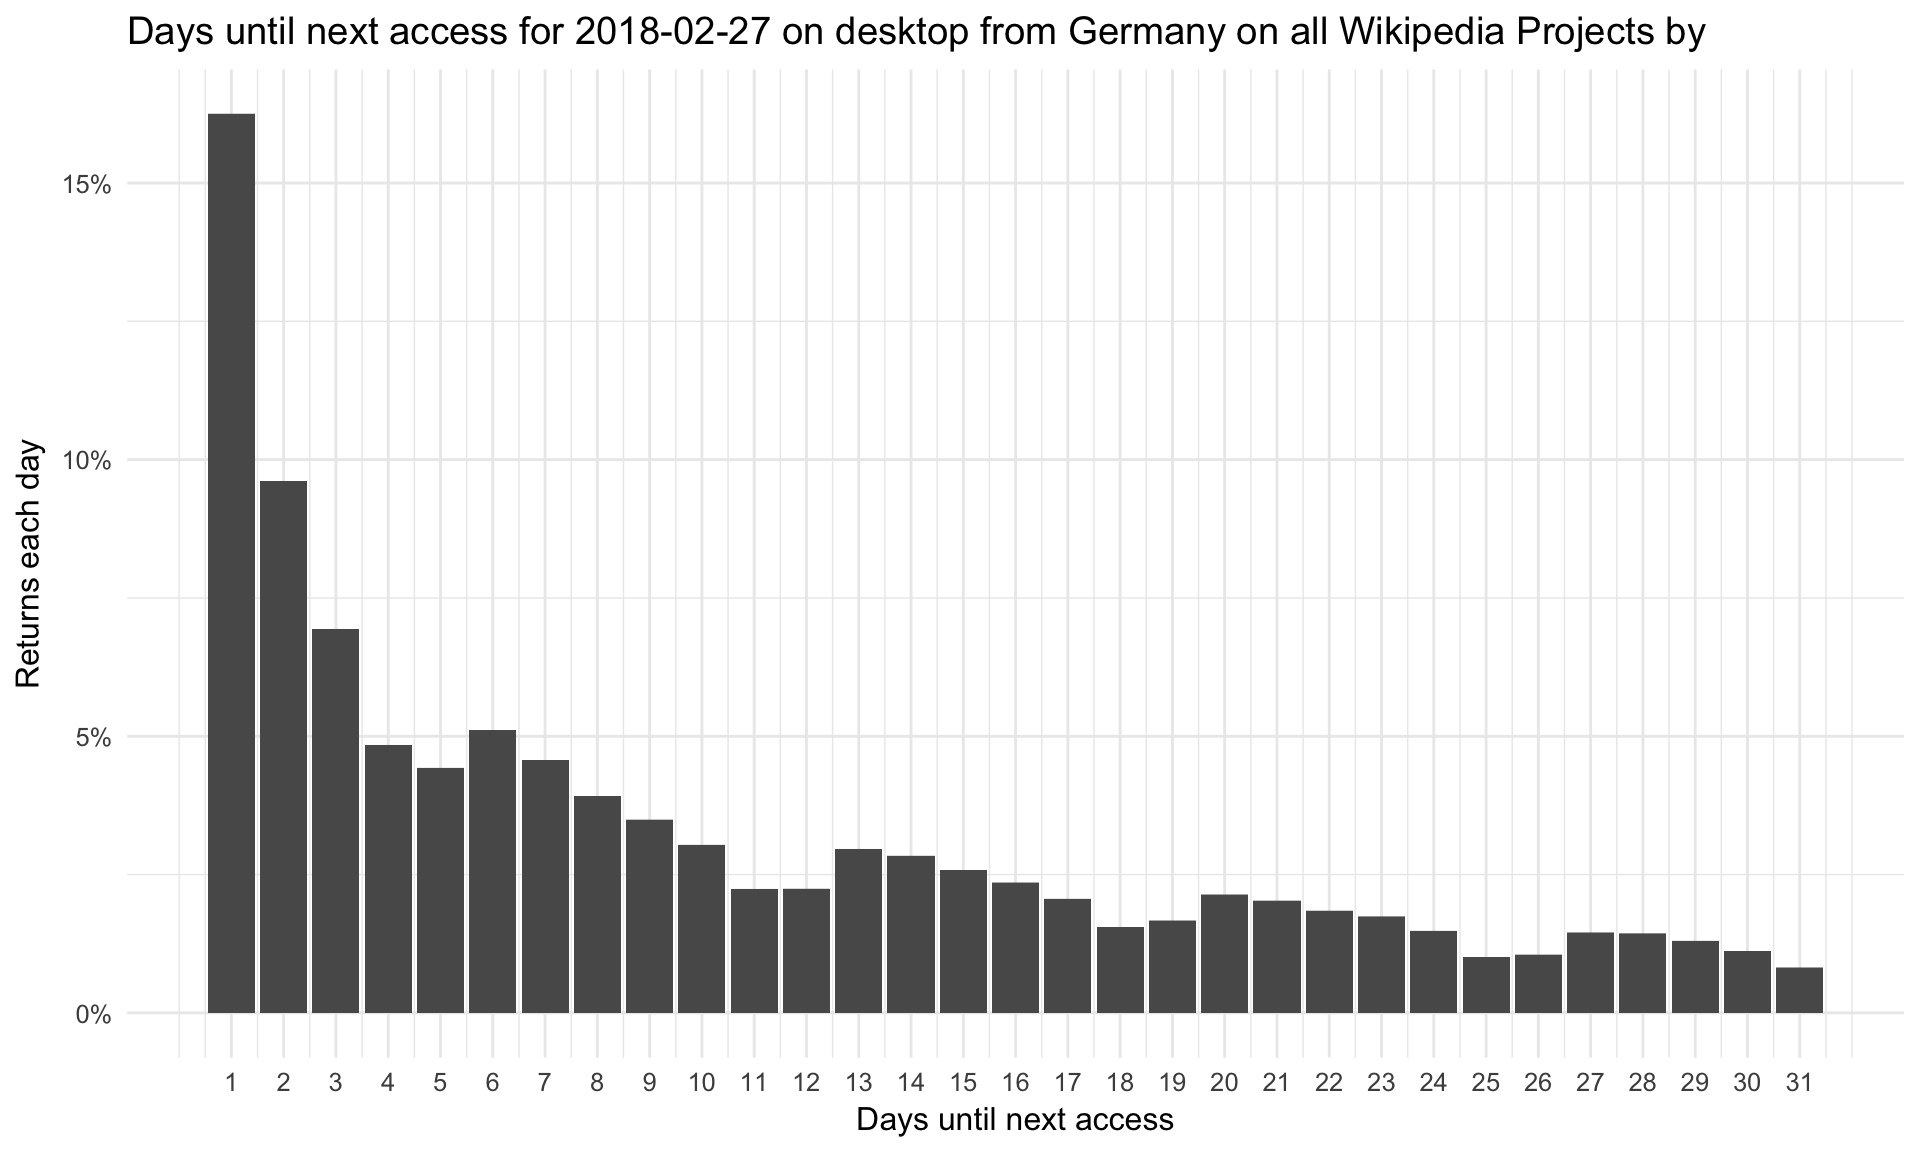 Days until next access for 2018-02-27 on desktop from Germany on all Wikipedia Projects by
Returns each day
15%
10%
5%
0%
1 2 3 4 5 6 7 8 9 10 11 12 13 14 15 16 17 18 19 20 21 22 23 24 25 26 27 28 29 30 31
Days until next access